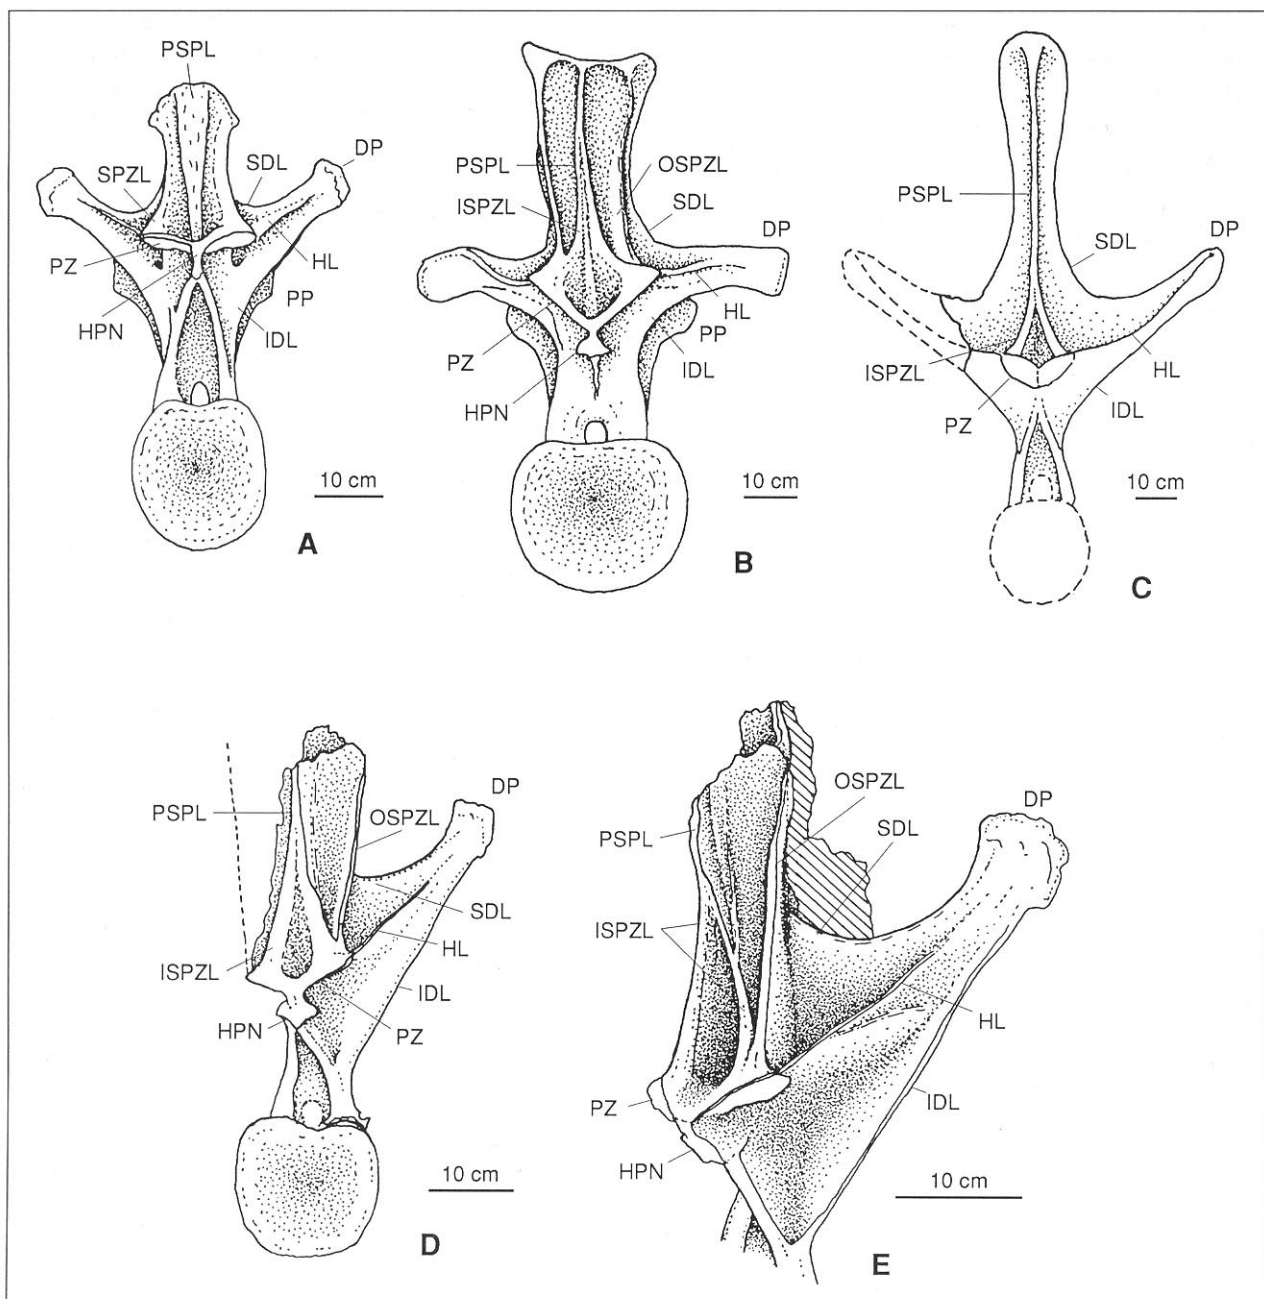 PSPL
DP
SPZL
SDL
PZ
HL
PP
HPN
IDL
10 cm
A
PSPL
OSPZL
ISPZL
SDL
DP
HL
PP
PZ
IDL
HPN
10 cm
B
PSPL
SDL
DP
ISPZL
HL
PZ
IDL
10 cm
C
DP
PSPL
OSPZL
SDL
HL
ISPZL
IDL
HPN
PZ
10 cm
D
OSPZL
DP
SDL
PSPL
ISPZL
HL
PZ
IDL
HPN
10 cm
E